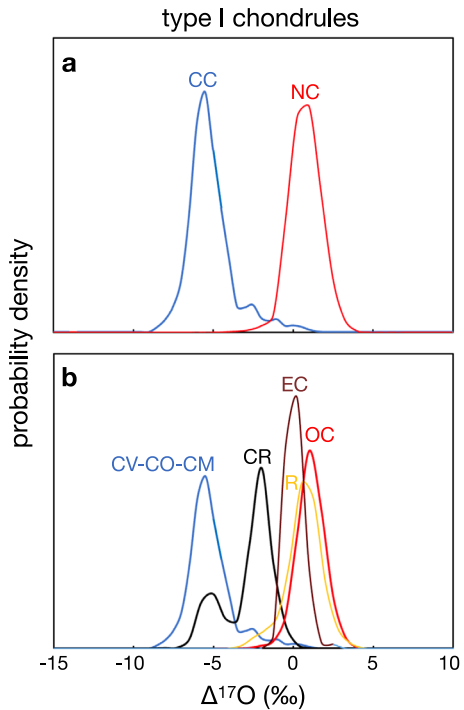 type I chondrules
a
CC
NC
probability density
b
EC
OC
CR
CV-CO-CM
R
-15 -10 -5 0 5 10
Δ¹⁷O (‰)